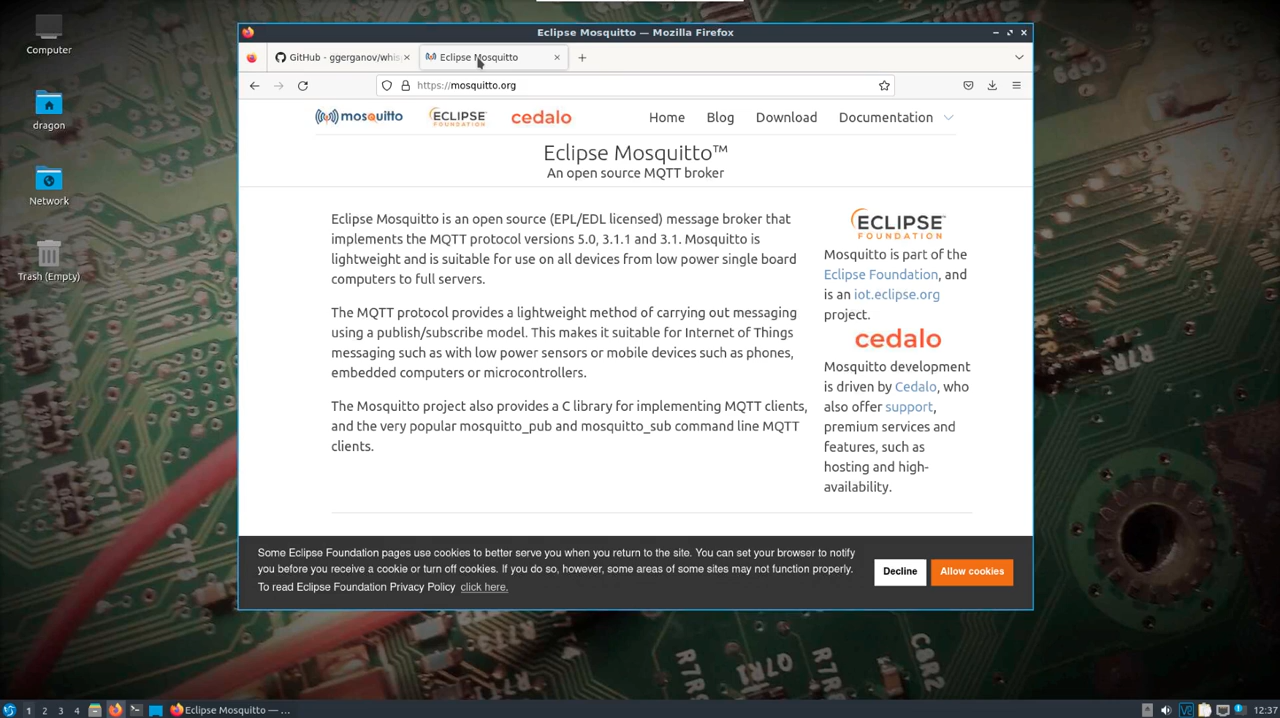 Computer
dragon
Network
Trash (Empty)
Eclipse Mosquitto — Mozilla Firefox
GitHub - ggerganov/whis
Eclipse Mosquitto
https://mosquitto.org
mosquitto
ECLIPSE FOUNDATION
cedalo
Home Blog Download Documentation
Eclipse Mosquitto™
An open source MQTT broker
Eclipse Mosquitto is an open source (EPL/EDL licensed) message broker that
implements the MQTT protocol versions 5.0, 3.1.1 and 3.1. Mosquitto is
lightweight and is suitable for use on all devices from low power single board
computers to full servers.
The MQTT protocol provides a lightweight method of carrying out messaging
using a publish/subscribe model. This makes it suitable for Internet of Things
messaging such as with low power sensors or mobile devices such as phones,
embedded computers or microcontrollers.
The Mosquitto project also provides a C library for implementing MQTT clients,
and the very popular mosquitto_pub and mosquitto_sub command line MQTT
clients.
ECLIPSE
FOUNDATION
Mosquitto is part of the
Eclipse Foundation, and
is an iot.eclipse.org
project.
cedalo
Mosquitto development
is driven by Cedalo, who
also offer support,
premium services and
features, such as
hosting and high-
availability.
Some Eclipse Foundation pages use cookies to better serve you when you return to the site. You can set your browser to notify
you before you receive a cookie or turn off cookies. If you do so, however, some areas of some sites may not function properly.
To read Eclipse Foundation Privacy Policy click here.
Decline
Allow cookies
1 2 3 4
Eclipse Mosquitto — ...
12:37